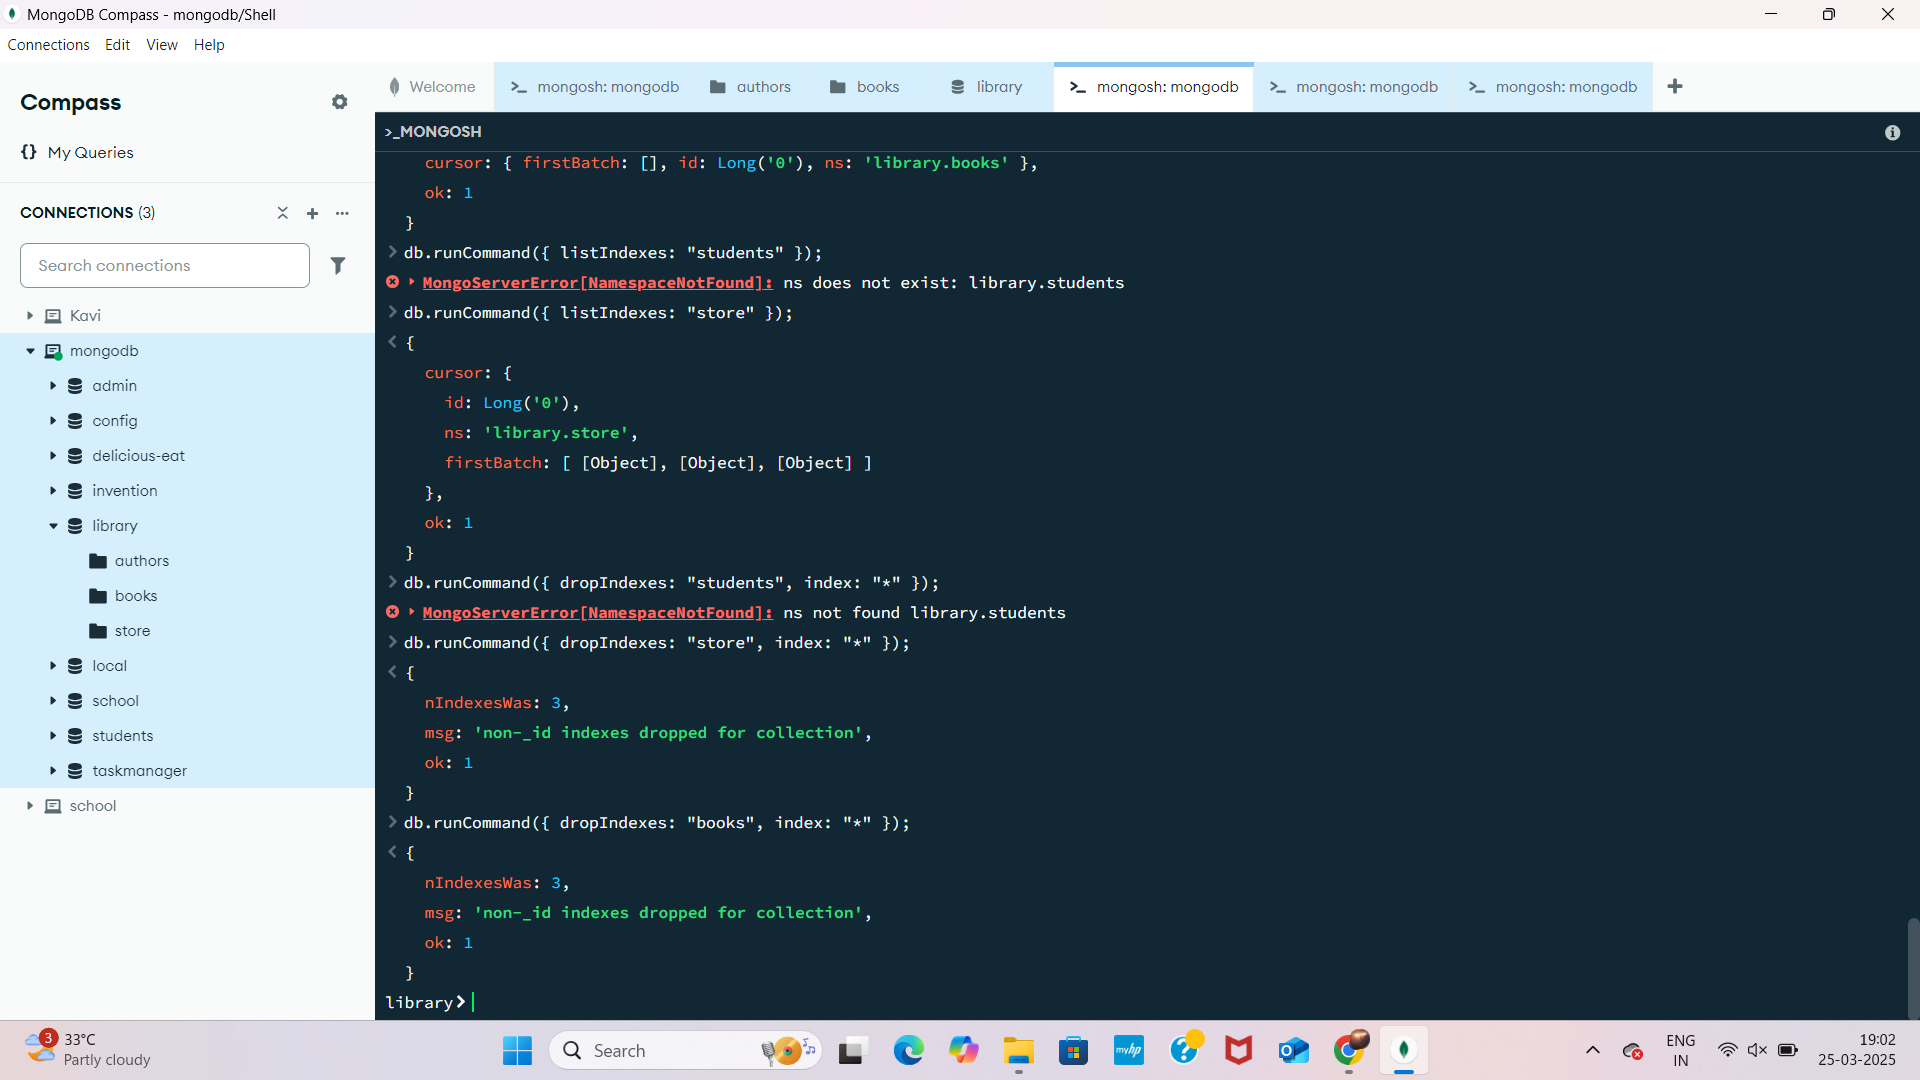 MongoDB Compass - mongodb/Shell
Connections Edit View Help
Compass
{} My Queries
CONNECTIONS (3)
Search connections
Kavi
mongodb
admin
config
delicious-eat
invention
library
authors
books
store
local
school
students
taskmanager
school
Welcome >_ mongosh: mongodb authors books library >_ mongosh: mongodb >_ mongosh: mongodb >_ mongosh: mongodb +
>_MONGOSH
cursor: { firstBatch: [], id: Long('0'), ns: 'library.books' },
ok: 1
}
> db.runCommand({ listIndexes: "students" });
MongoServerError[NamespaceNotFound]: ns does not exist: library.students
> db.runCommand({ listIndexes: "store" });
< {
cursor: {
id: Long('0'),
ns: 'library.store',
firstBatch: [ [Object], [Object], [Object] ]
},
ok: 1
}
> db.runCommand({ dropIndexes: "students", index: "*" });
MongoServerError[NamespaceNotFound]: ns not found library.students
> db.runCommand({ dropIndexes: "store", index: "*" });
< {
nIndexesWas: 3,
msg: 'non-_id indexes dropped for collection',
ok: 1
}
> db.runCommand({ dropIndexes: "books", index: "*" });
< {
nIndexesWas: 3,
msg: 'non-_id indexes dropped for collection',
ok: 1
}
library>
3
33°C
Partly cloudy
Search
myhp
ENG
IN
19:02
25-03-2025